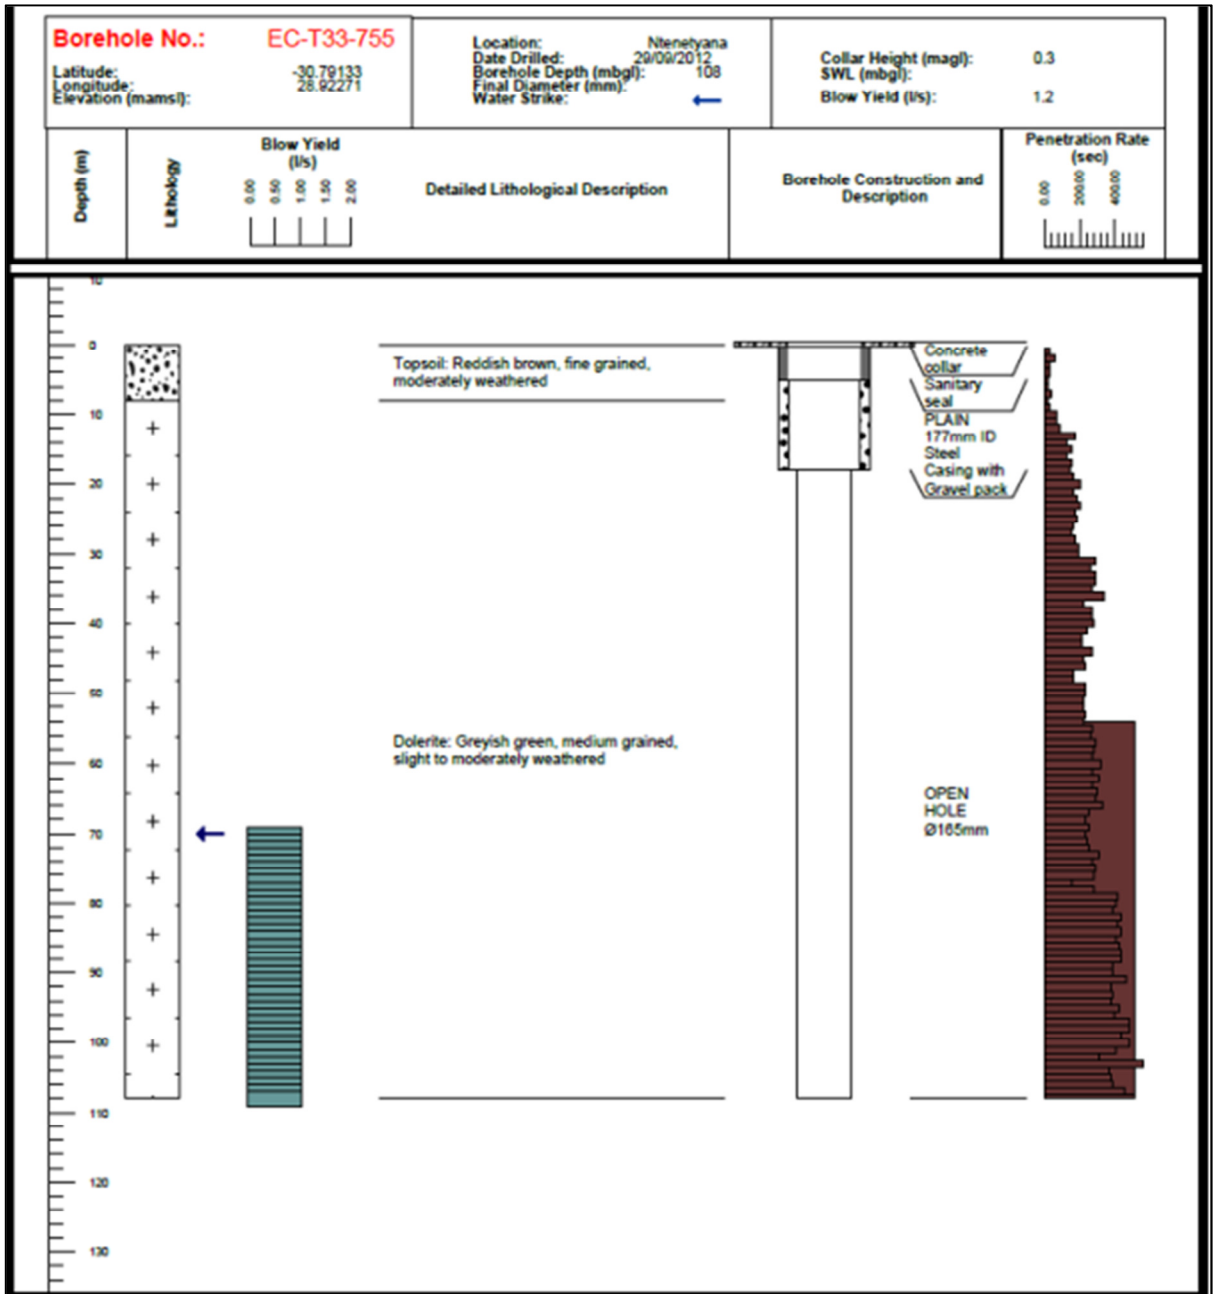 Borehole No.: EC-T33-755
Latitude: -30.79133
Longitude: 28.92271
Elevation (mamsl):
Location: Ntenetyana
Date Drilled: 29/09/2012
Borehole Depth (mbgl): 108
Final Diameter (mm):
Water Strike:
Collar Height (magl): 0.3
SWL (mbgl):
Blow Yield (l/s): 1.2
Depth (m)
Lithology
Blow Yield
(l/s)
0.00 0.50 1.00 1.50 2.00
Detailed Lithological Description
Borehole Construction and
Description
Penetration Rate
(sec)
0.00 200.00 400.00
10
0
10
20
30
40
50
60
70
80
90
100
110
120
130
Topsoil: Reddish brown, fine grained,
moderately weathered
Dolerite: Greyish green, medium grained,
slight to moderately weathered
Concrete
collar
Sanitary
seal
PLAIN
177mm ID
Steel
Casing with
Gravel pack
OPEN
HOLE
Ø165mm